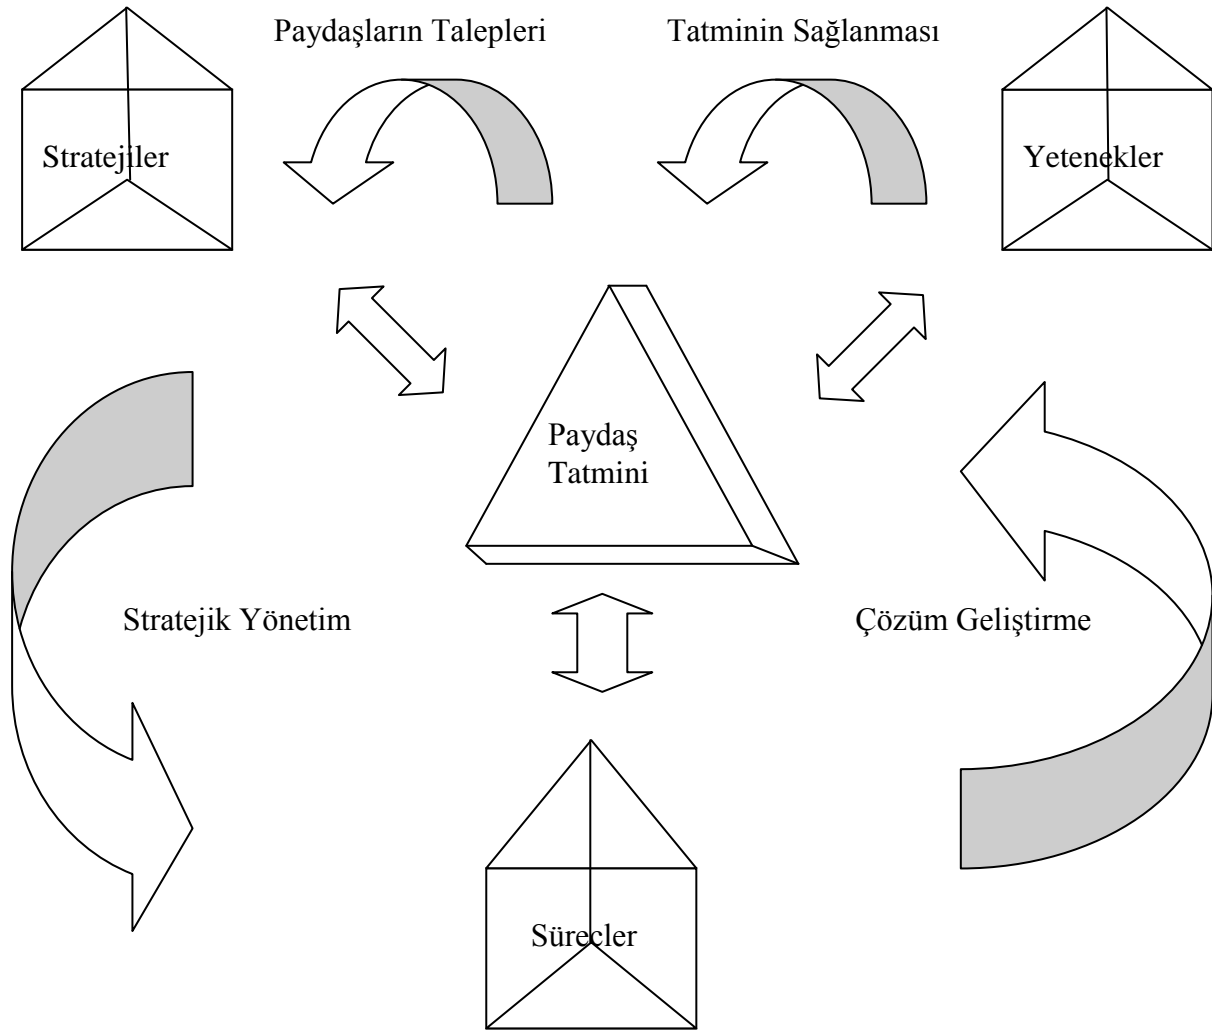 Paydaşların Talepleri
Tatminin Sağlanması
Stratejiler
Yetenekler
Paydaş
Tatmini
Stratejik Yönetim
Çözüm Geliştirme
Süreçler